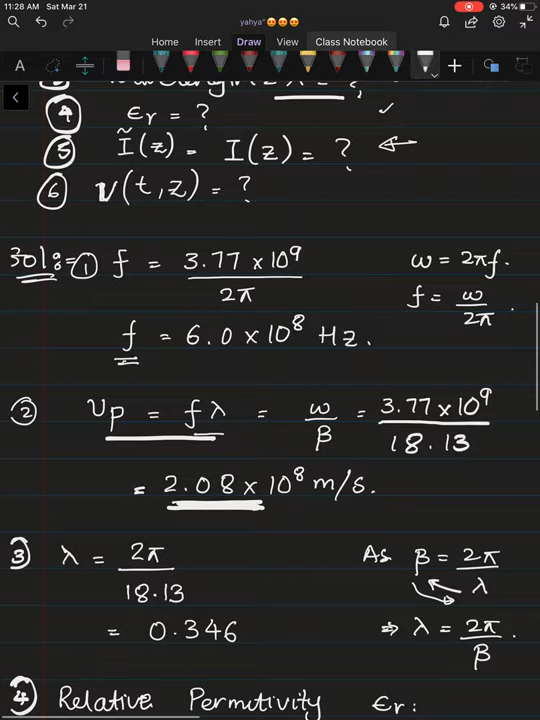 11:28 AM Sat Mar 21
34%
yahya"😍😍😍
Home Insert Draw View Class Notebook
A
④ ϵr = ?
⑤ Ĩ(z) = I(z) = ?
⑥ v(t,z) = ?
Sol:= ① f = 3.77 × 10⁹ / 2π
ω = 2πf.
f = ω / 2π .
f = 6.0 × 10⁸ Hz.
② υp = fλ = ω / β = 3.77 × 10⁹ / 18.13
= 2.08 × 10⁸ m/s.
③ λ = 2π / 18.13
As β = 2π / λ
= 0.346
⇒ λ = 2π / β .
④ Relative Permitivity ϵr :